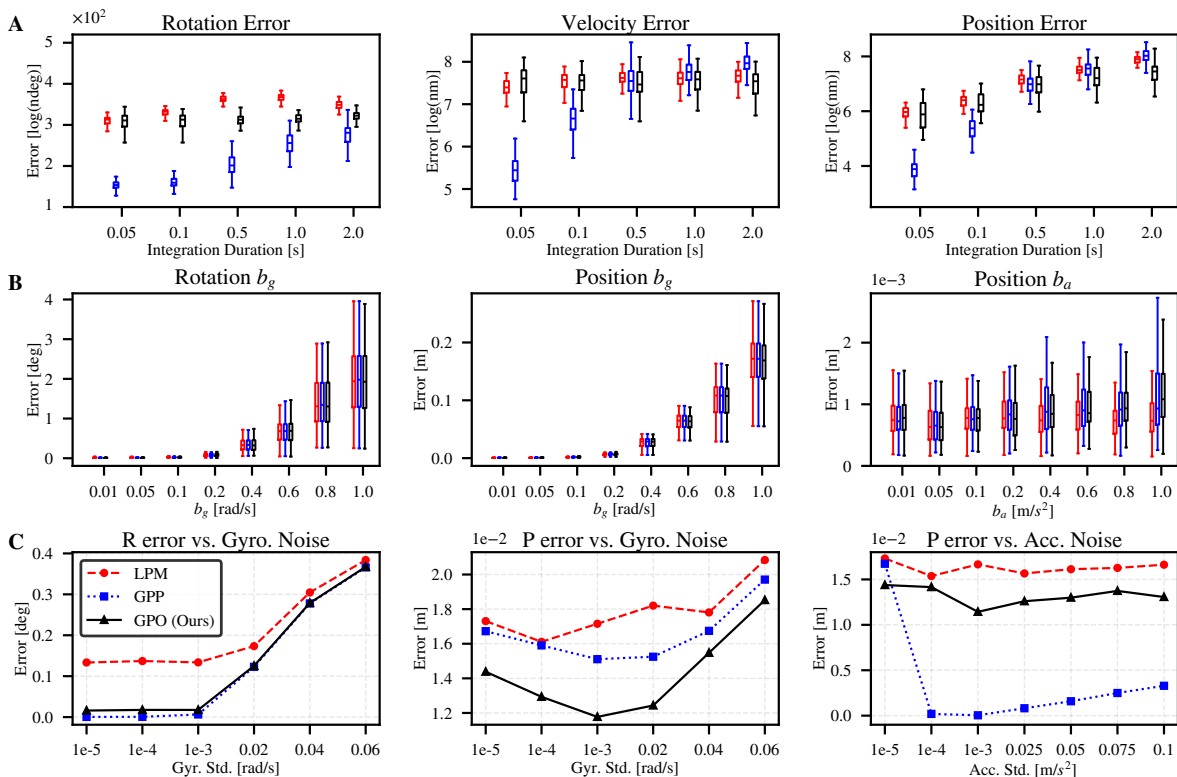 A
×10²
Rotation Error
Velocity Error
Position Error
Error [log(ndeg)]
5
4
3
2
1
0.05 0.1 0.5 1.0 2.0
Integration Duration [s]
Error [log(nm)]
8
7
6
5
0.05 0.1 0.5 1.0 2.0
Integration Duration [s]
Error [log(nm)]
8
6
4
0.05 0.1 0.5 1.0 2.0
Integration Duration [s]
B
Rotation b_g
Position b_g
Position b_a
1e-3
Error [deg]
4
3
2
1
0
0.01 0.05 0.1 0.2 0.4 0.6 0.8 1.0
b_g [rad/s]
Error [m]
0.2
0.1
0.0
0.01 0.05 0.1 0.2 0.4 0.6 0.8 1.0
b_g [rad/s]
Error [m]
2
1
0
0.01 0.05 0.1 0.2 0.4 0.6 0.8 1.0
b_a [m/s²]
C
R error vs. Gyro. Noise
1e-2
P error vs. Gyro. Noise
1e-2
P error vs. Acc. Noise
LPM
GPP
GPO (Ours)
Error [deg]
0.4
0.3
0.2
0.1
0.0
1e-5 1e-4 1e-3 0.02 0.04 0.06
Gyr. Std. [rad/s]
Error [m]
2.0
1.8
1.6
1.4
1.2
1e-5 1e-4 1e-3 0.02 0.04 0.06
Gyr. Std. [rad/s]
Error [m]
1.5
1.0
0.5
0.0
1e-5 1e-4 1e-3 0.025 0.05 0.075 0.1
Acc. Std. [m/s²]